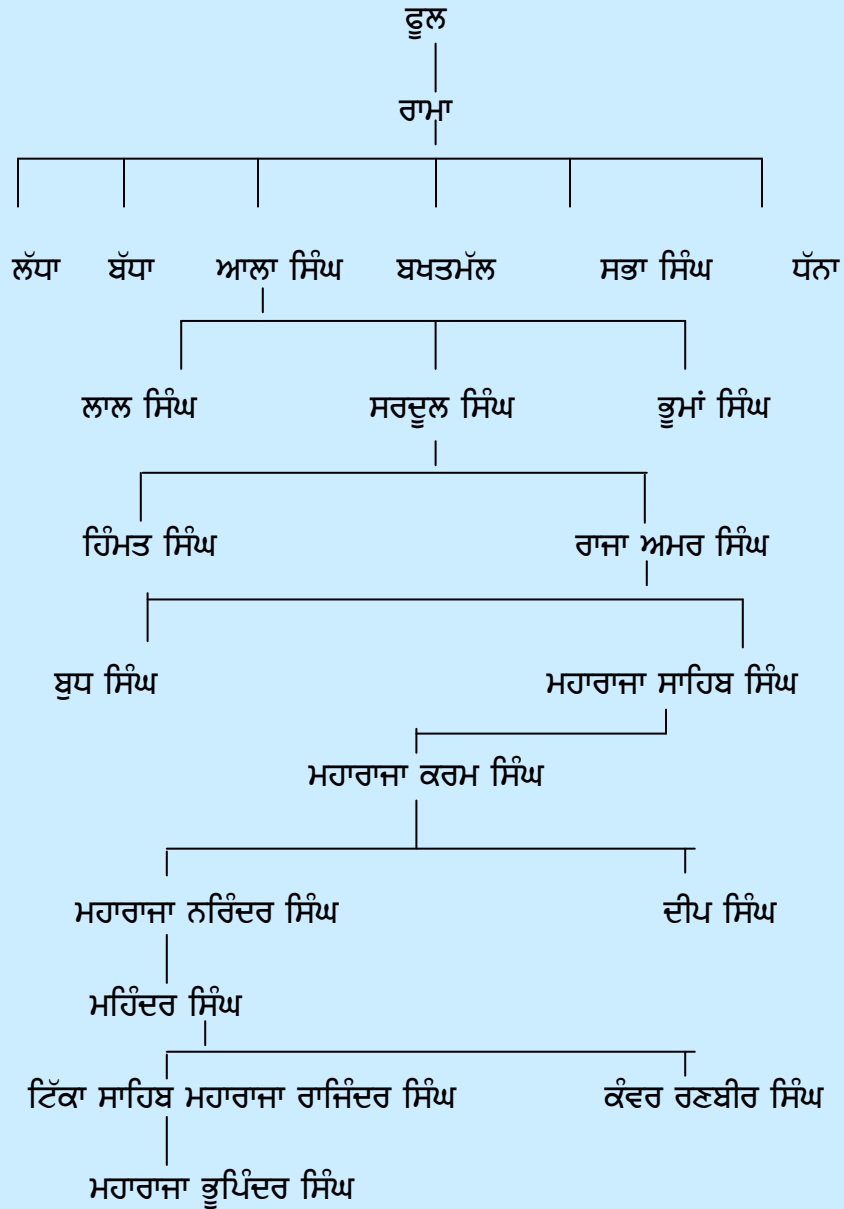 ਫੂਲ
ਰਾਮਾ
ਲੱਧਾ ਬੱਧਾ ਆਲਾ ਸਿੰਘ ਬਖਤਮੱਲ ਸਭਾ ਸਿੰਘ ਧੱਨਾ
ਲਾਲ ਸਿੰਘ ਸਰਦੂਲ ਸਿੰਘ ਭੂਮਾਂ ਸਿੰਘ
ਹਿੰਮਤ ਸਿੰਘ ਰਾਜਾ ਅਮਰ ਸਿੰਘ
ਬੁਧ ਸਿੰਘ ਮਹਾਰਾਜਾ ਸਾਹਿਬ ਸਿੰਘ
ਮਹਾਰਾਜਾ ਕਰਮ ਸਿੰਘ
ਮਹਾਰਾਜਾ ਨਰਿੰਦਰ ਸਿੰਘ ਦੀਪ ਸਿੰਘ
ਮਹਿੰਦਰ ਸਿੰਘ
ਟਿੱਕਾ ਸਾਹਿਬ ਮਹਾਰਾਜਾ ਰਾਜਿੰਦਰ ਸਿੰਘ ਕੰਵਰ ਰਣਬੀਰ ਸਿੰਘ
ਮਹਾਰਾਜਾ ਭੂਪਿੰਦਰ ਸਿੰਘ